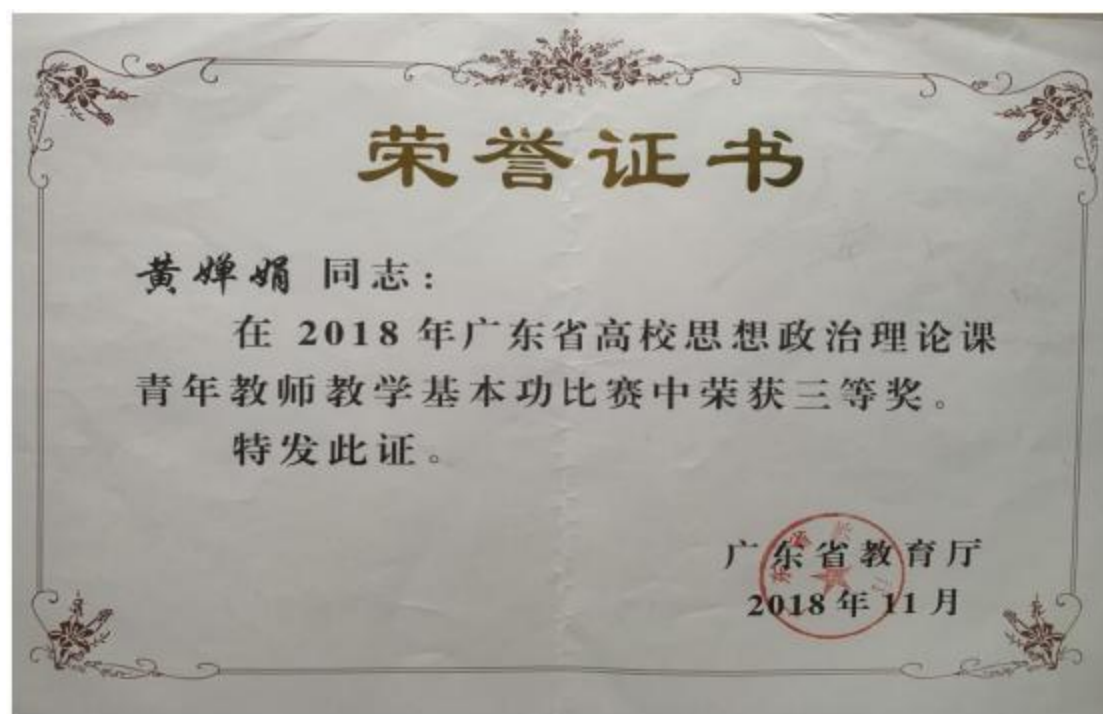 荣誉证书
黄婵娟 同志：
在 2018 年广东省高校思想政治理论课
青年教师教学基本功比赛中荣获三等奖。
特发此证。
广东省教育厅
2018 年 11 月